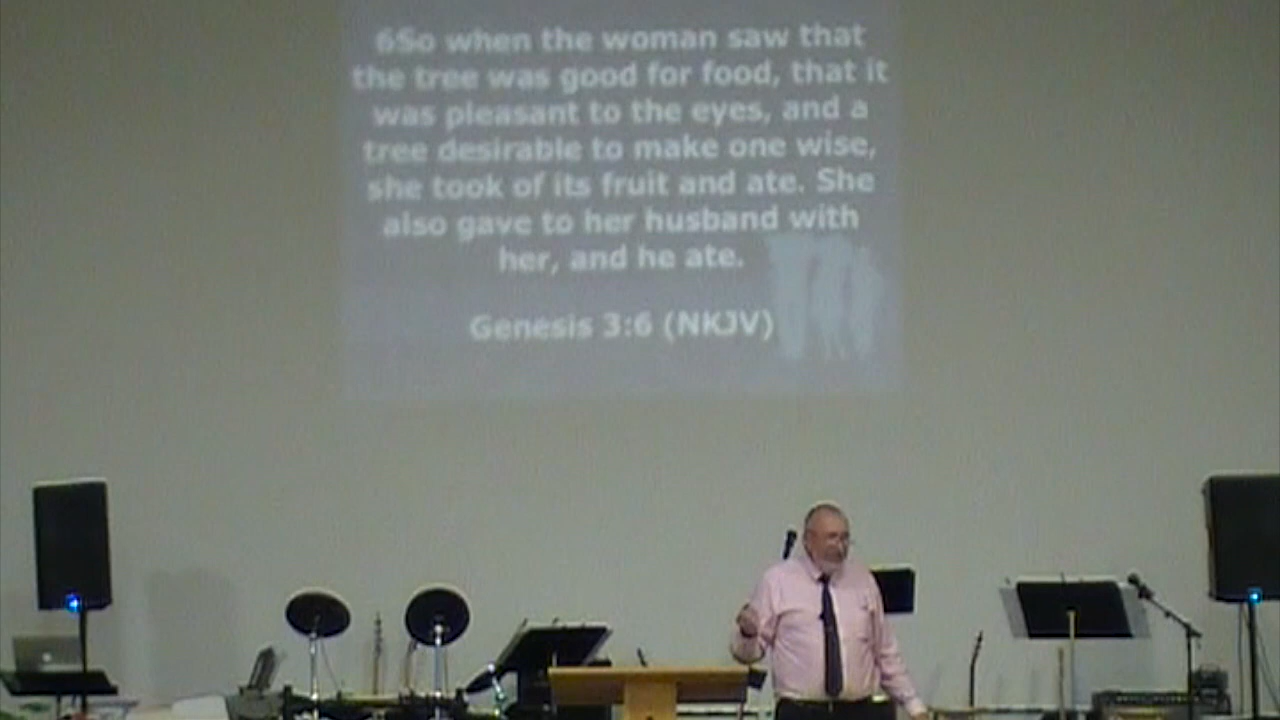 6So when the woman saw that
the tree was good for food, that it
was pleasant to the eyes, and a
tree desirable to make one wise,
she took of its fruit and ate. She
also gave to her husband with
her, and he ate.
Genesis 3:6 (NKJV)